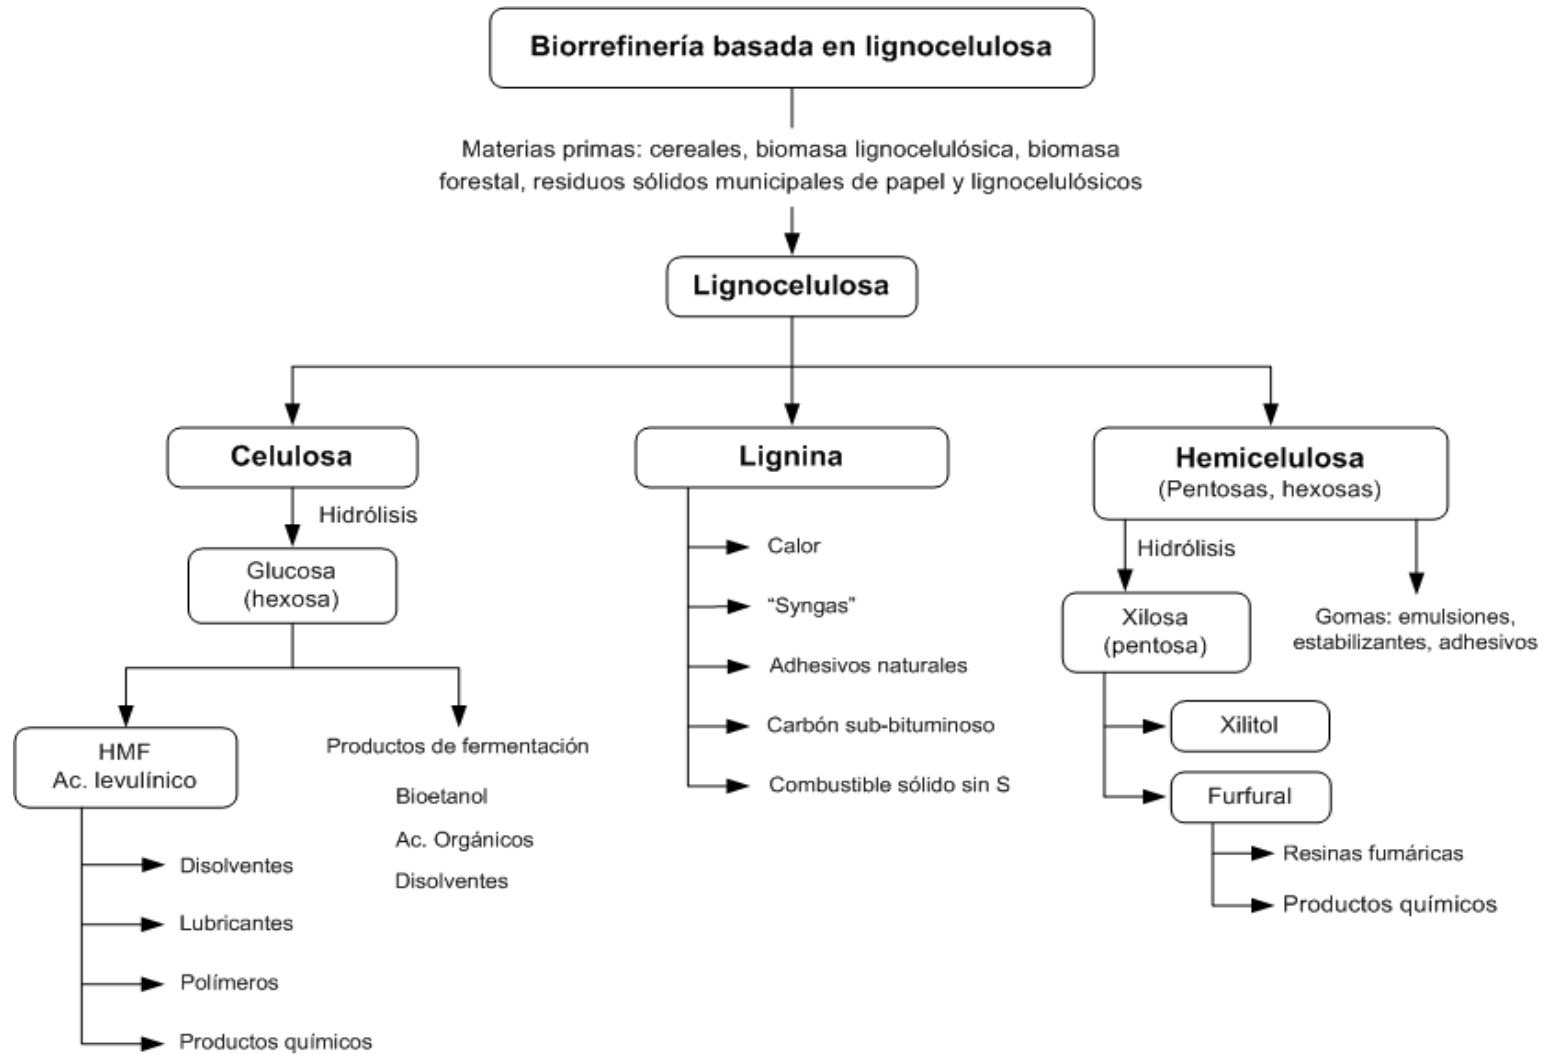 Biorrefinería basada en lignocelulosa
Materias primas: cereales, biomasa lignocelulósica, biomasa
forestal, residuos sólidos municipales de papel y lignocelulósicos
Lignocelulosa
Celulosa
Hidrólisis
Glucosa
(hexosa)
HMF
Ac. levulínico
Disolventes
Lubricantes
Polímeros
Productos químicos
Productos de fermentación
Bioetanol
Ac. Orgánicos
Disolventes
Lignina
Calor
“Syngas”
Adhesivos naturales
Carbón sub-bituminoso
Combustible sólido sin S
Hemicelulosa
(Pentosas, hexosas)
Hidrólisis
Xilosa
(pentosa)
Xilitol
Furfural
Resinas fumáricas
Productos químicos
Gomas: emulsiones,
estabilizantes, adhesivos